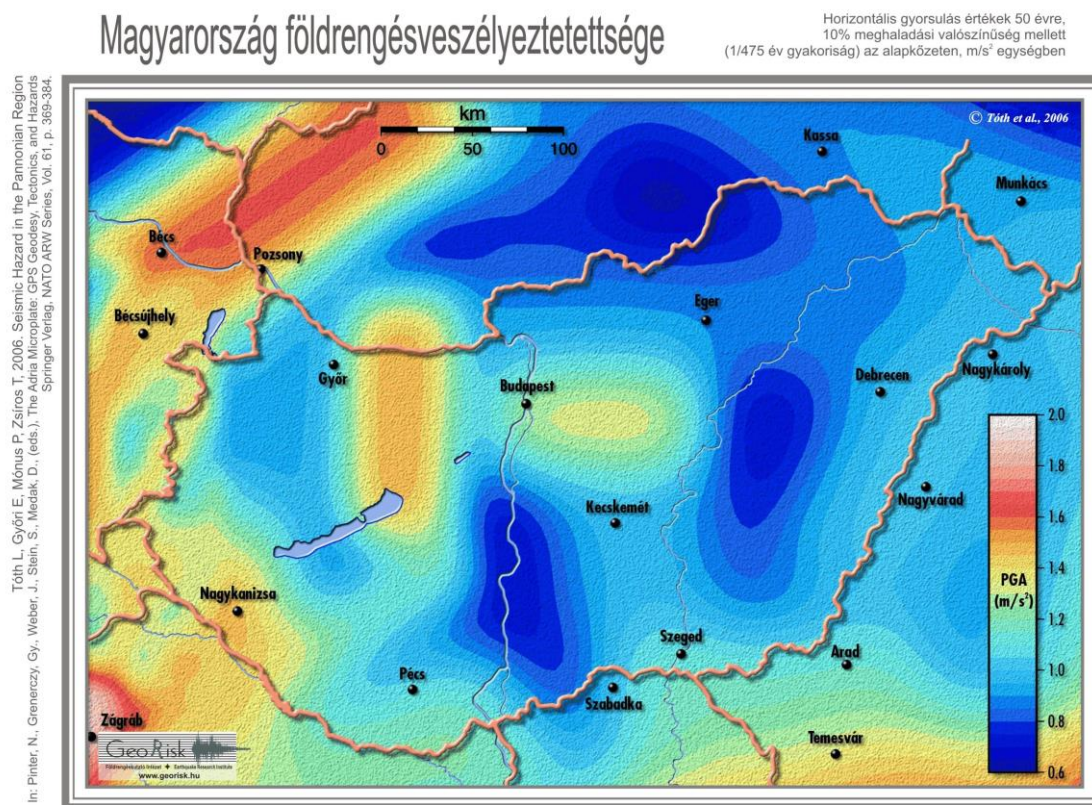 Magyarország földrengésveszélyeztetettsége
Horizontális gyorsulás értékek 50 évre,
10% meghaladási valószínűség mellett
(1/475 év gyakoriság) az alapkőzeten, m/s² egységben
Tóth L, Győri E, Mónus P, Zsíros T, 2006. Seismic Hazard in the Pannonian Region
In: Pinter, N., Grenerczy, Gy., Weber, J., Stein, S., Medak, D., (eds.), The Adria Microplate: GPS Geodesy, Tectonics, and Hazards
Springer Verlag, NATO ARW Series, Vol. 61, p. 369-384.
km
0 50 100
© Tóth et al., 2006
Kassa
Munkács
Bécs
Pozsony
Eger
Bécsújhely
Győr
Budapest
Debrecen
Nagykároly
Nagyvárad
Kecskemét
Nagykanizsa
Szeged
Arad
Pécs
Szabadka
Zágráb
Temesvár
2.0
1.8
1.6
1.4
PGA
(m/s²)
1.0
0.8
0.6
GeoRisk
Földrengéskutató Intézet Earthquake Research Institute
www.georisk.hu